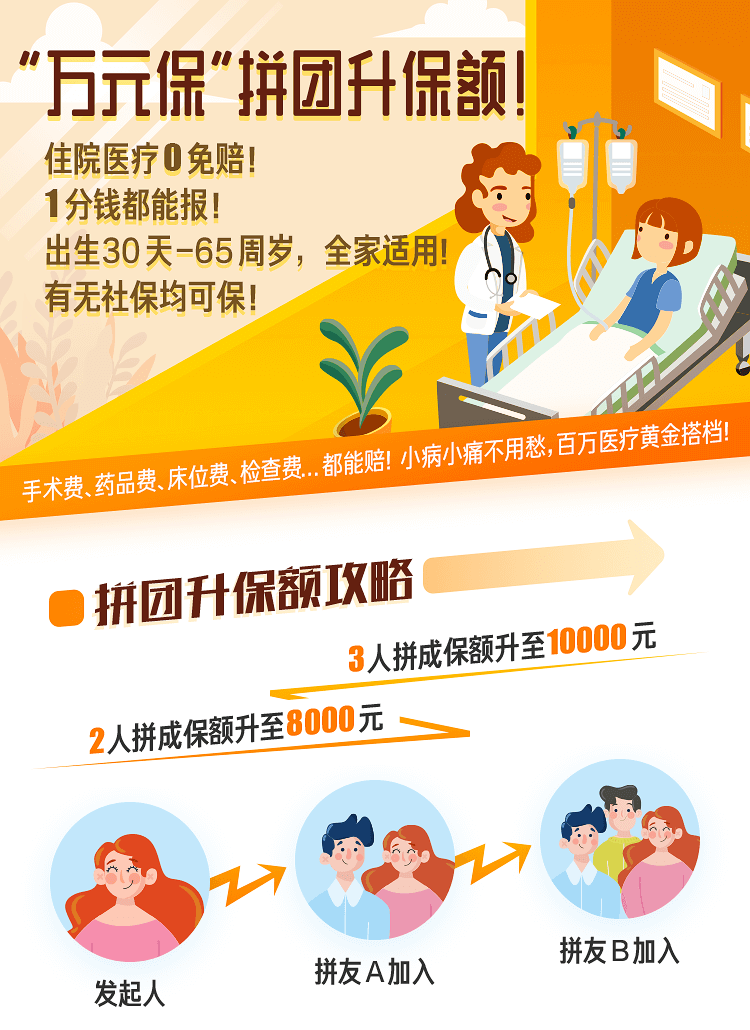 “万元保”拼团升保额！
住院医疗0免赔！
1分钱都能报！
出生30天-65周岁，全家适用！
有无社保均可保！
手术费、药品费、床位费、检查费...都能赔！小病小痛不用愁，百万医疗黄金搭档！
拼团升保额攻略
3人拼成保额升至10000元
2人拼成保额升至8000元
发起人
拼友A加入
拼友B加入